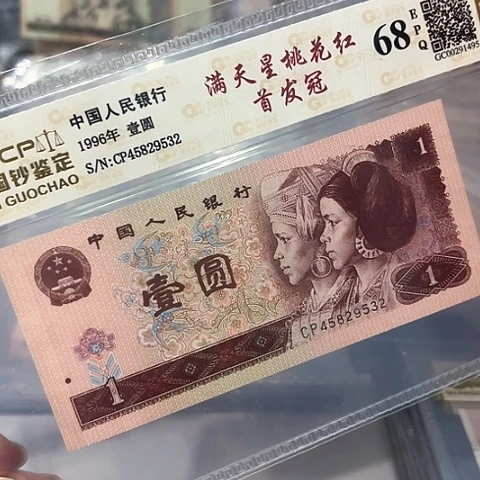 中国人民银行
1996年 壹圆
S/N:CP45829532
满天星桃花红
首发冠
68
EPQ
GC00291495
CP
国钞鉴定
GUOCHAO
中国人民银行
壹圆
1
1
1
CP45829532